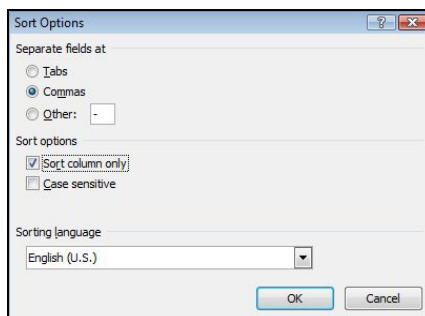 Sort Options
Separate fields at
Tabs
Commas
Other: -
Sort options
Sort column only
Case sensitive
Sorting language
English (U.S.)
OK Cancel